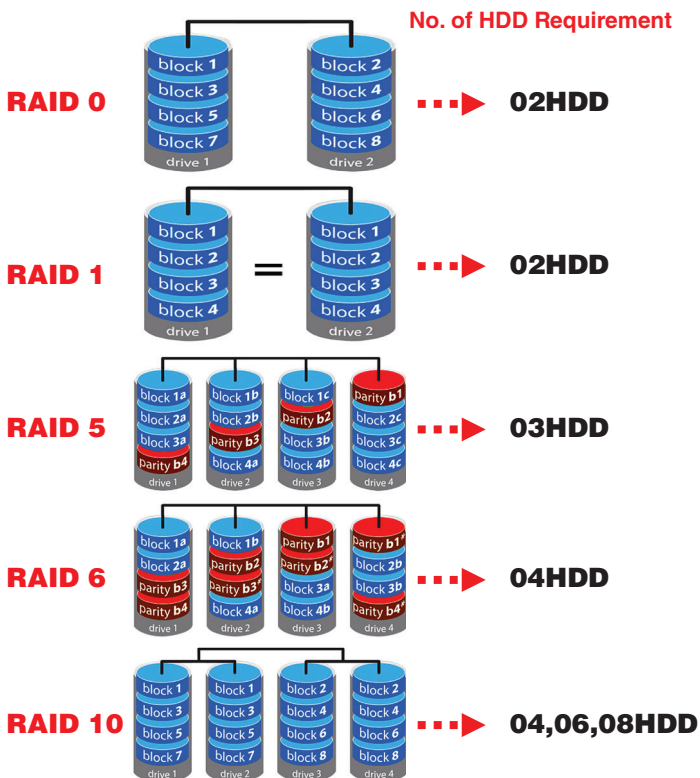 No. of HDD Requirement
RAID 0
block 1
block 3
block 5
block 7
drive 1
block 2
block 4
block 6
block 8
drive 2
02HDD
RAID 1
block 1
block 2
block 3
block 4
drive 1
=
block 1
block 2
block 3
block 4
drive 2
02HDD
RAID 5
block 1a
block 2a
block 3a
parity b4
drive 1
block 1b
block 2b
parity b3
block 4a
drive 2
block 1c
parity b2
block 3b
block 4b
drive 3
parity b1
block 2c
block 3c
block 4c
drive 4
03HDD
RAID 6
block 1a
block 2a
parity b3
parity b4
drive 1
block 1b
parity b2
parity b3*
block 4a
drive 2
parity b1
parity b2*
block 3a
block 4b
drive 3
parity b1*
block 2b
block 3b
parity b4*
drive 4
04HDD
RAID 10
block 1
block 3
block 5
block 7
drive 1
block 1
block 3
block 5
block 7
drive 2
block 2
block 4
block 6
block 8
drive 3
block 2
block 4
block 6
block 8
drive 4
04,06,08HDD